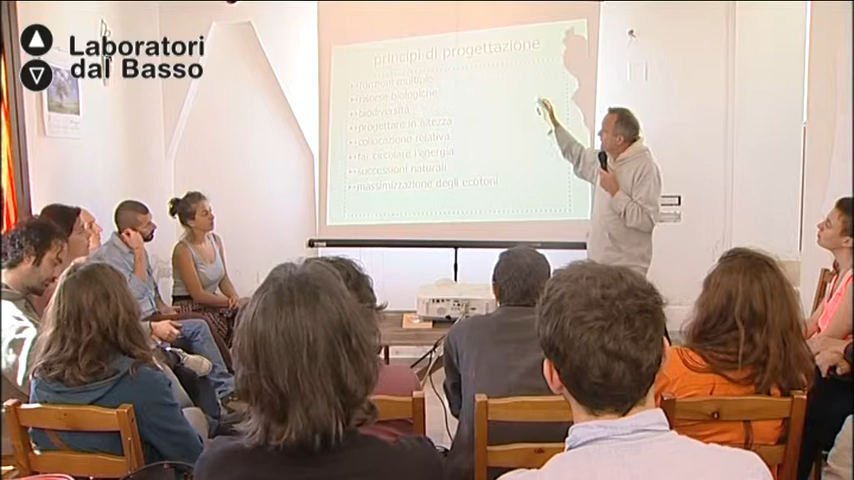 Laboratori
dal Basso
principi di progettazione
funzioni multiple
risorse biologiche
biodiversità
progettare in altezza
collocazione relativa
far circolare l'energia
successioni naturali
massimizzazione degli ecotoni